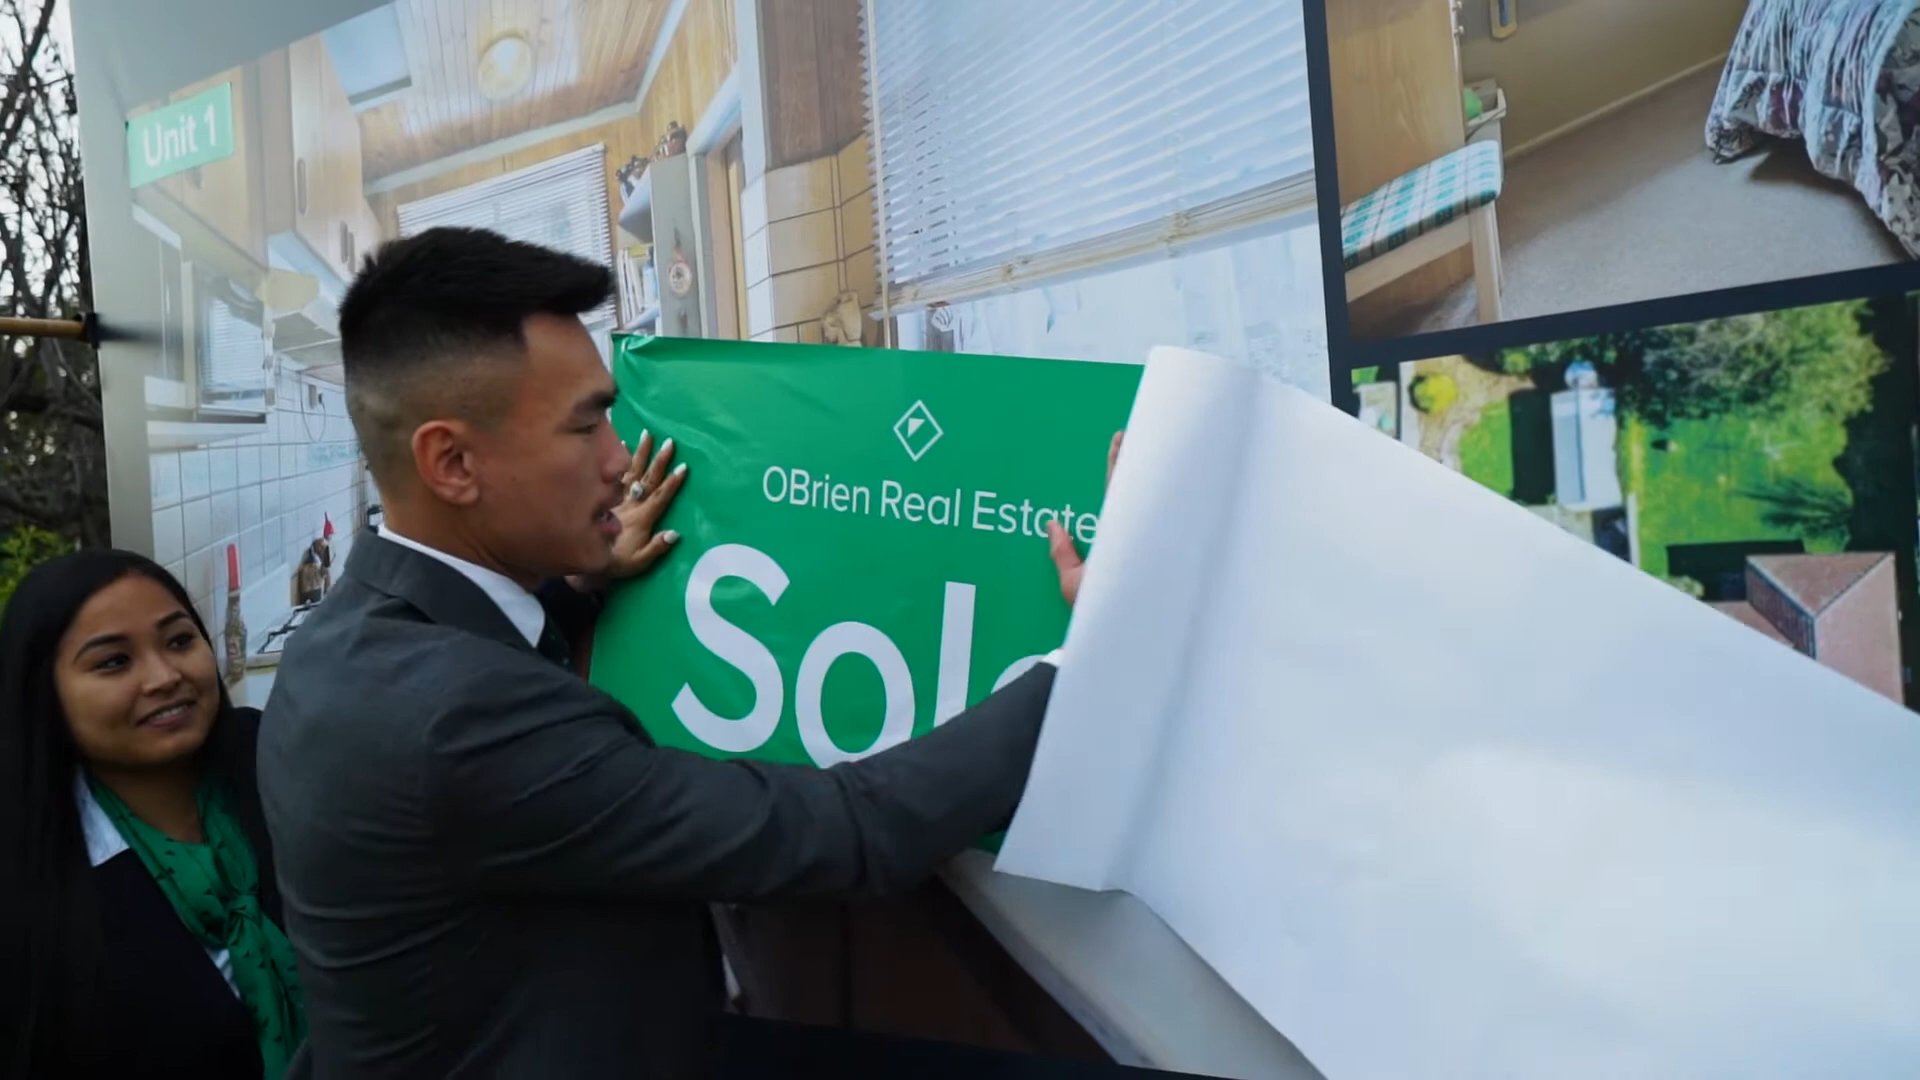 Unit 1
OBrien Real Estate
Sol